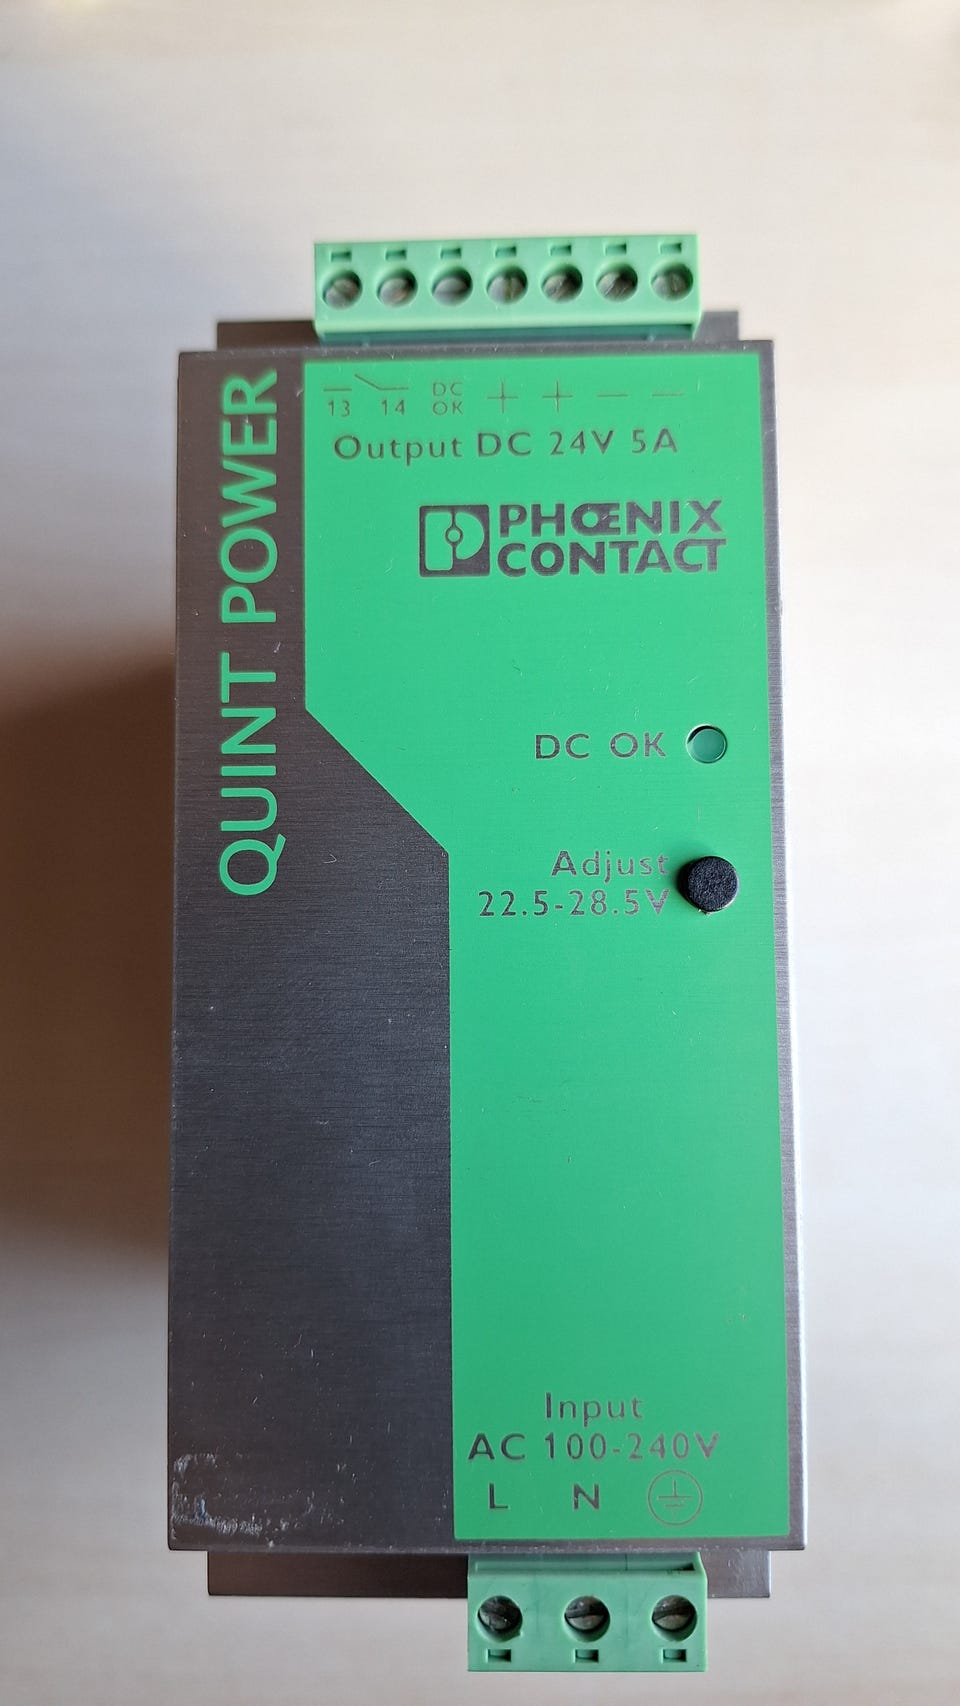 QUINT POWER
13 14 DC OK + + — —
Output DC 24V 5A
PHŒNIX
CONTACT
DC OK
Adjust
22.5-28.5V
Input
AC 100-240V
L N